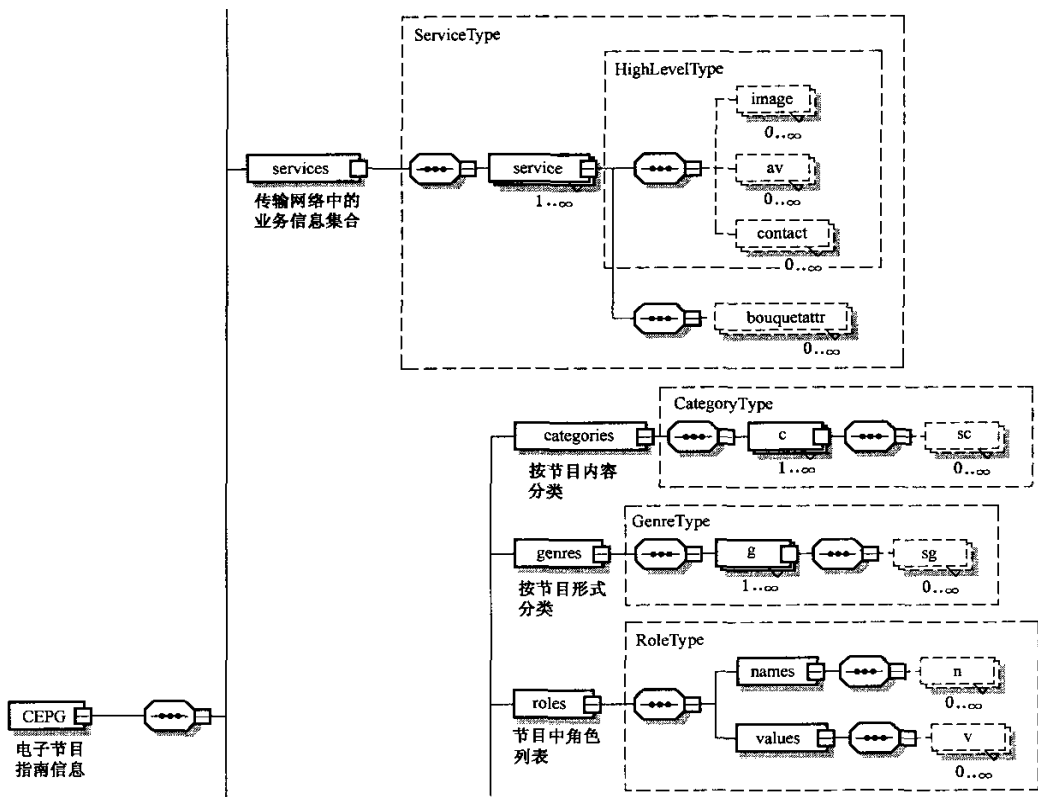 ServiceType
HighLevelType
image
0..∞
services
service
av
1..∞
0..∞
传输网络中的
业务信息集合
contact
0..∞
bouquetattr
0..∞
CategoryType
categories
c
sc
按节目内容
分类
1..∞
0..∞
GenreType
genres
g
sg
按节目形式
分类
1..∞
0..∞
RoleType
names
n
0..∞
roles
节目中角色
列表
values
v
0..∞
CEPG
电子节目
指南信息